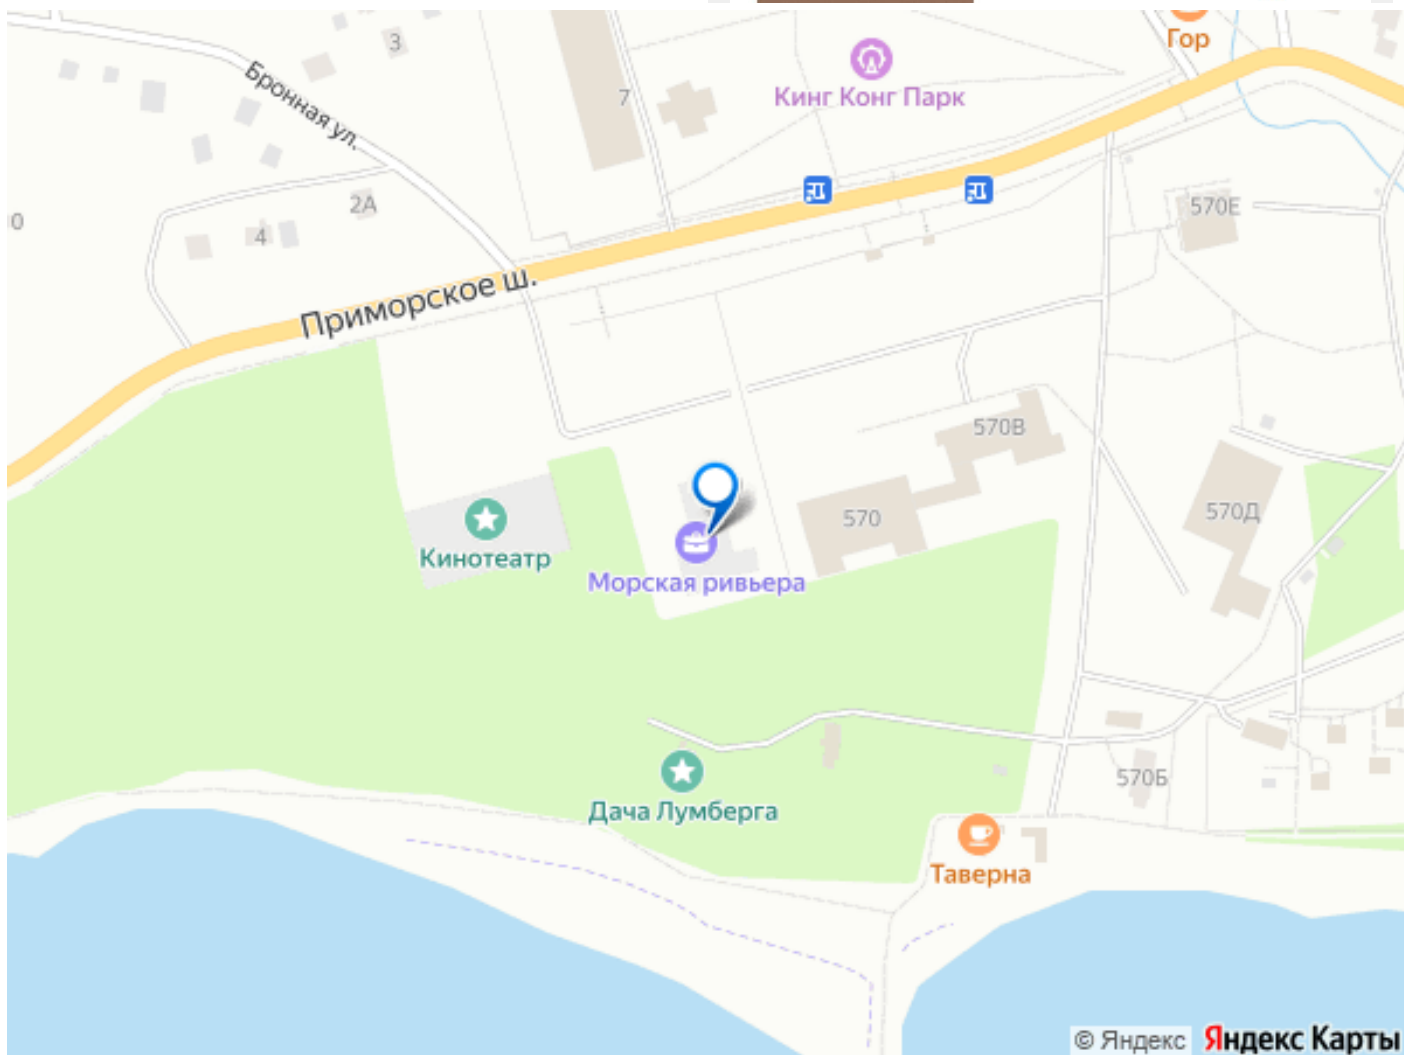 Гор
3
Кинг Конг Парк
Бронная ул.
7
2А
570Е
0
4
Приморское ш.
570В
570
570Д
Кинотеатр
Морская ривьера
570Б
Дача Лумберга
Таверна
© Яндекс Яндекс Карты